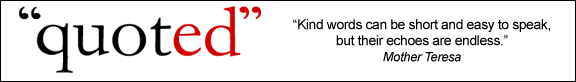 “quoted”
“Kind words can be short and easy to speak,
but their echoes are endless.”
Mother Teresa